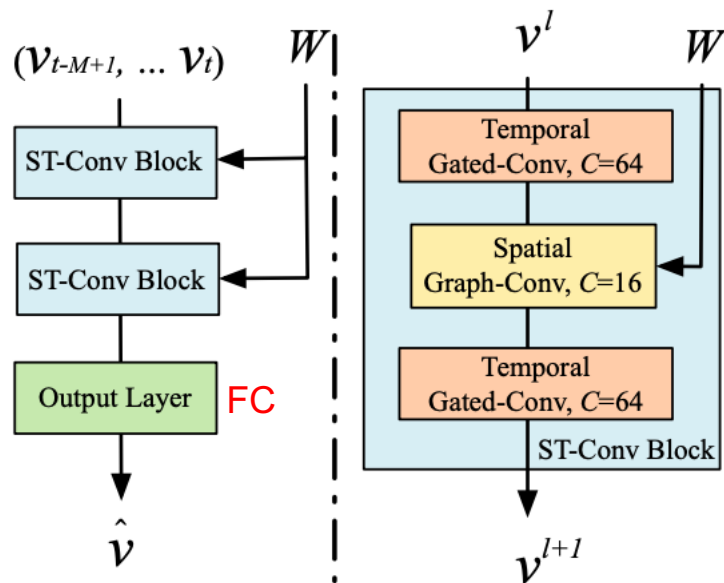 (v_{t-M+1}, ... v_t)
W
ST-Conv Block
ST-Conv Block
Output Layer
FC
v̂
v^l
W
Temporal
Gated-Conv, C=64
Spatial
Graph-Conv, C=16
Temporal
Gated-Conv, C=64
ST-Conv Block
v^{l+1}